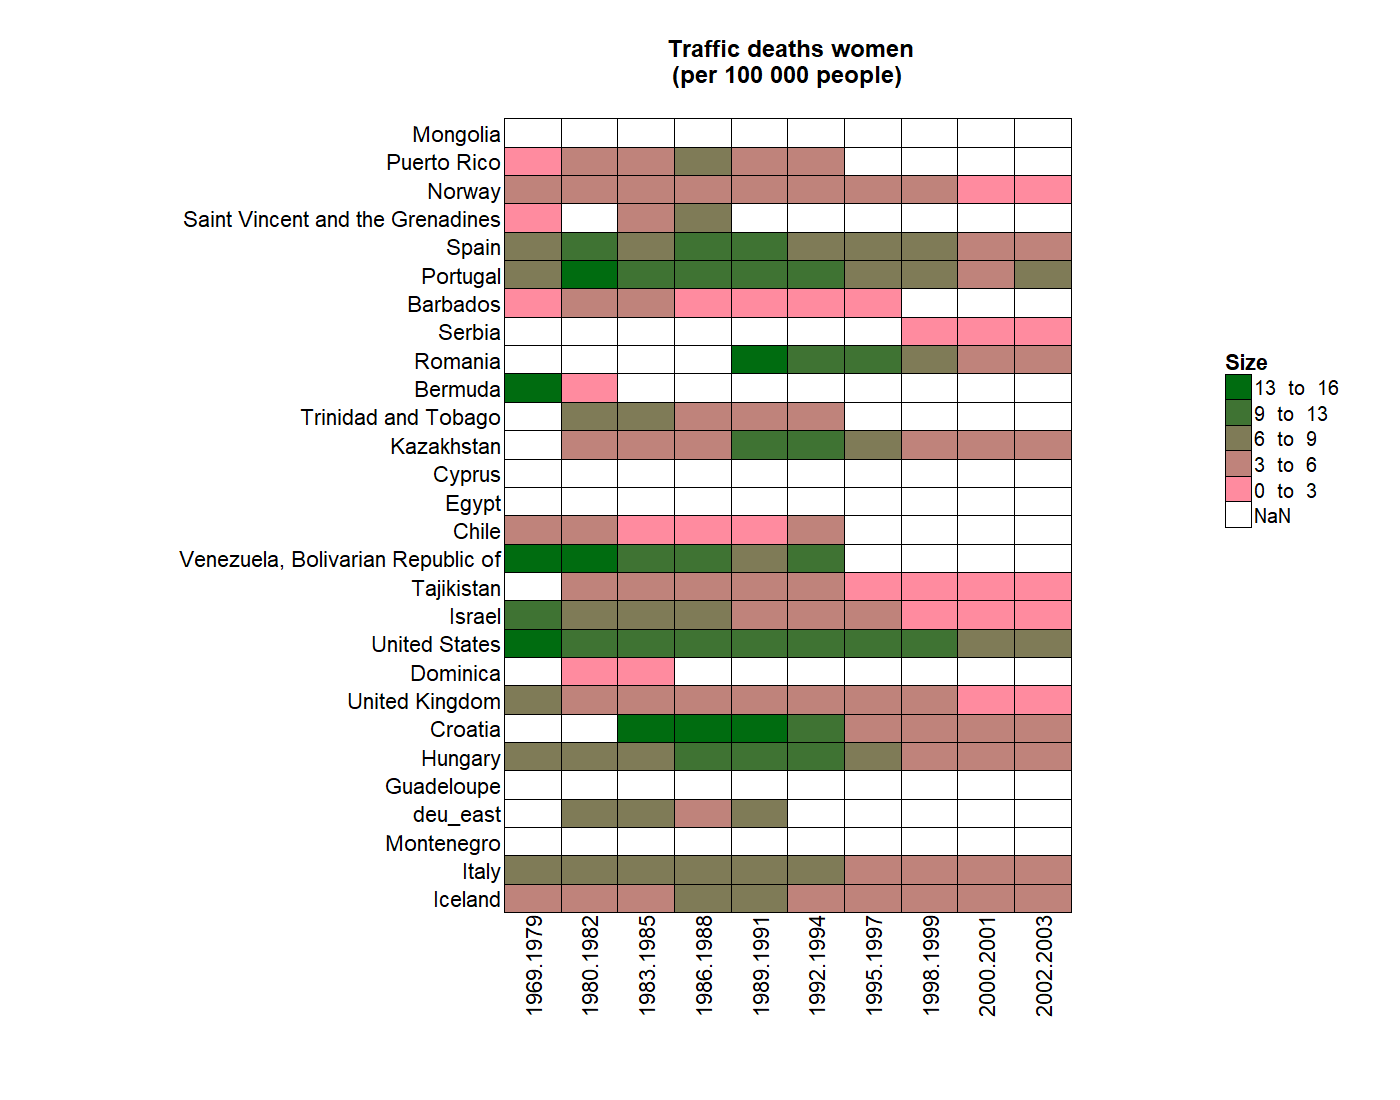 Traffic deaths women
(per 100 000 people)
Mongolia
Puerto Rico
Norway
Saint Vincent and the Grenadines
Spain
Portugal
Barbados
Serbia
Romania
Bermuda
Trinidad and Tobago
Kazakhstan
Cyprus
Egypt
Chile
Venezuela, Bolivarian Republic of
Tajikistan
Israel
United States
Dominica
United Kingdom
Croatia
Hungary
Guadeloupe
deu_east
Montenegro
Italy
Iceland
1969.1979
1980.1982
1983.1985
1986.1988
1989.1991
1992.1994
1995.1997
1998.1999
2000.2001
2002.2003
Size
13 to 16
9 to 13
6 to 9
3 to 6
0 to 3
NaN